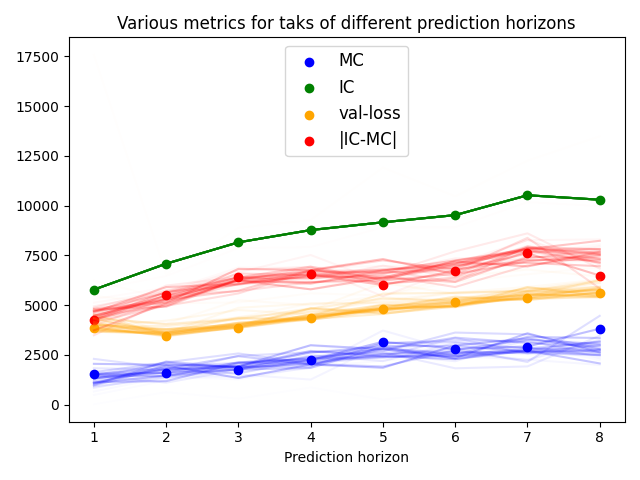 Various metrics for taks of different prediction horizons
17500
15000
12500
10000
7500
5000
2500
0
MC
IC
val-loss
|IC-MC|
1 2 3 4 5 6 7 8
Prediction horizon